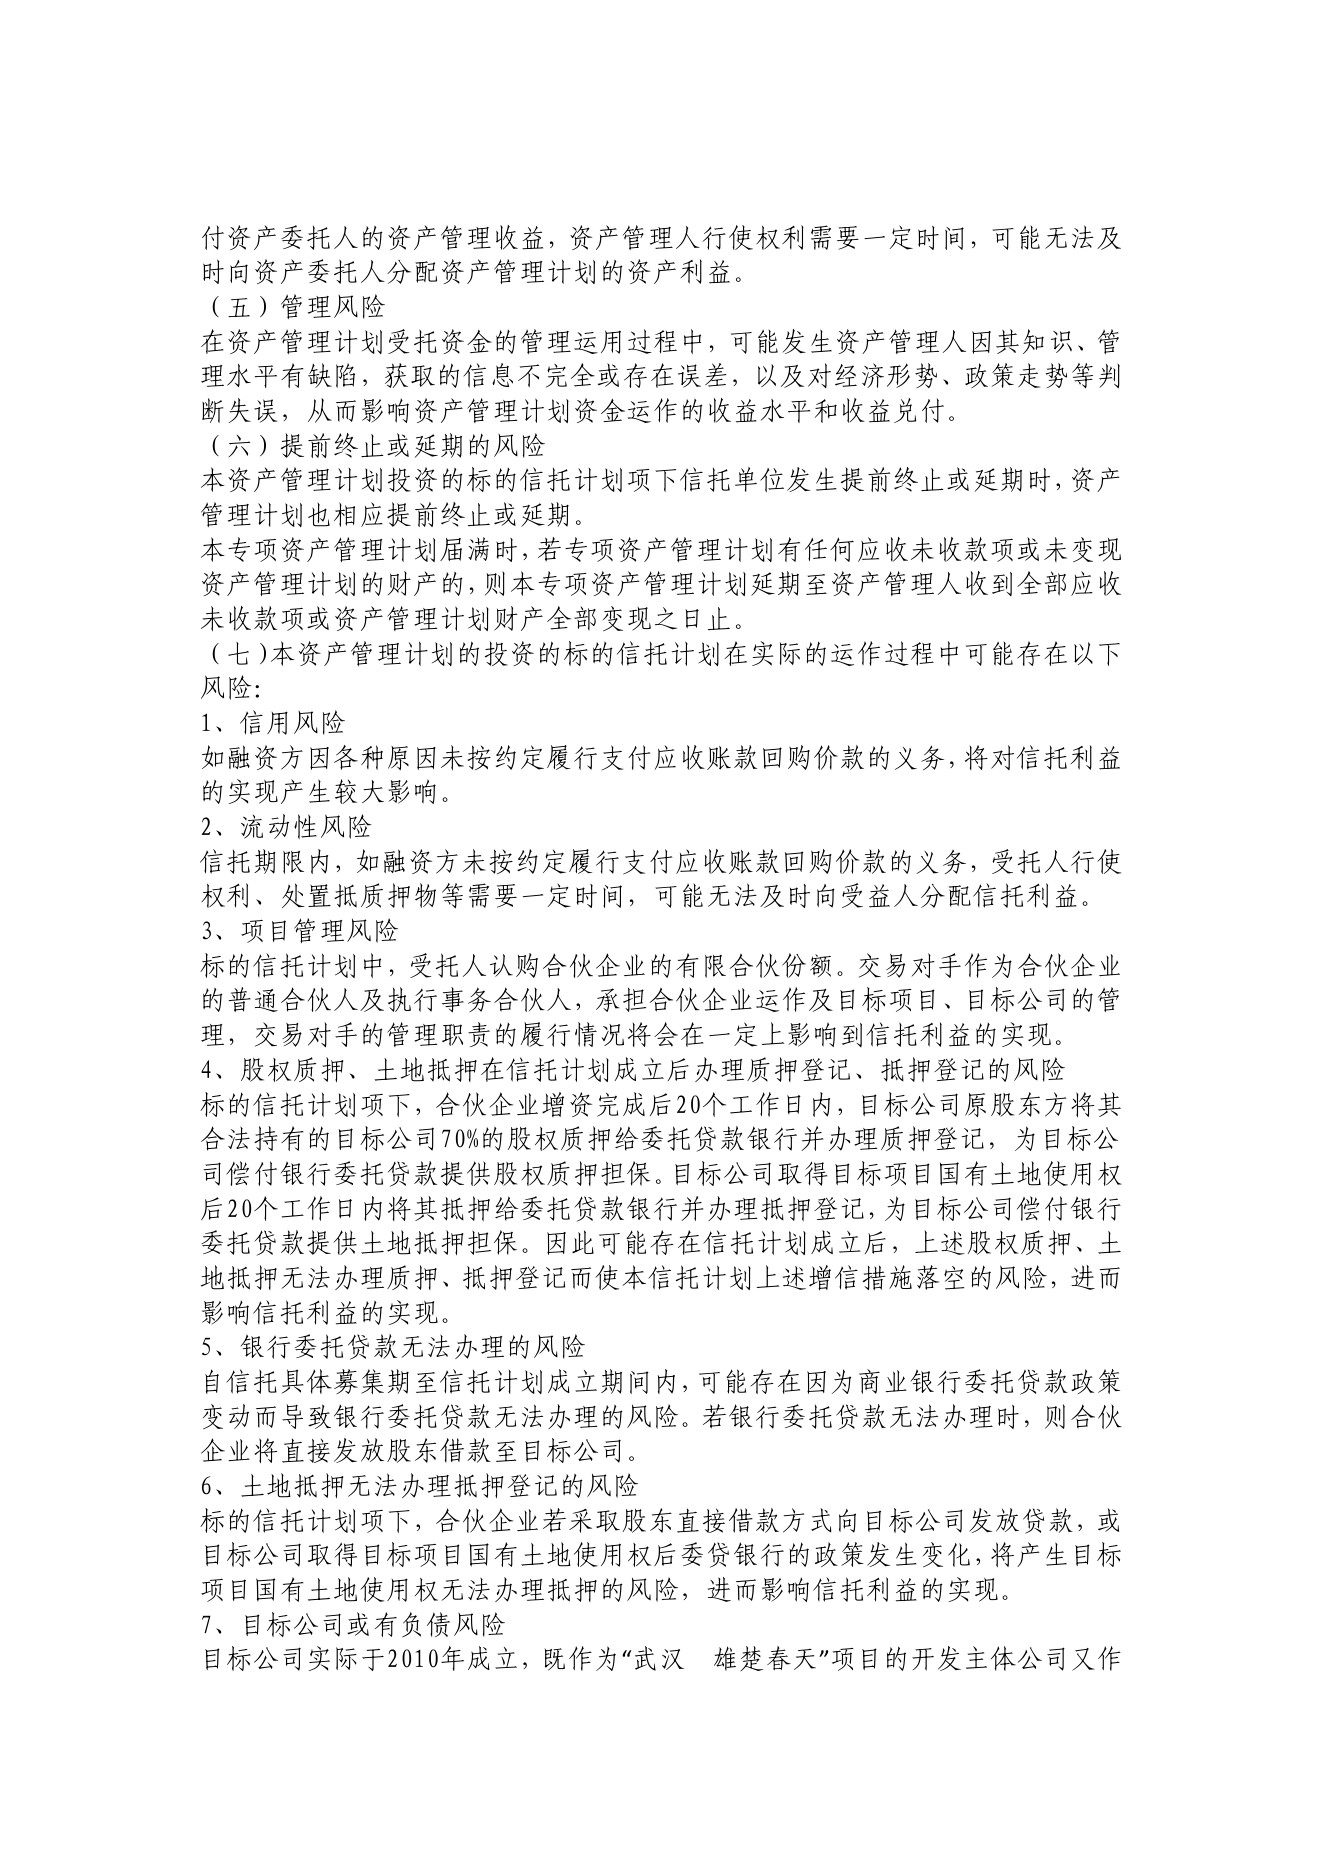 付资产委托人的资产管理收益，资产管理人行使权利需要一定时间，可能无法及
时向资产委托人分配资产管理计划的资产利益。
（五）管理风险
在资产管理计划受托资金的管理运用过程中，可能发生资产管理人因其知识、管
理水平有缺陷，获取的信息不完全或存在误差，以及对经济形势、政策走势等判
断失误，从而影响资产管理计划资金运作的收益水平和收益兑付。
（六）提前终止或延期的风险
本资产管理计划投资的标的信托计划项下信托单位发生提前终止或延期时，资产
管理计划也相应提前终止或延期。
本专项资产管理计划届满时，若专项资产管理计划有任何应收未收款项或未变现
资产管理计划的财产的，则本专项资产管理计划延期至资产管理人收到全部应收
未收款项或资产管理计划财产全部变现之日止。
（七）本资产管理计划的投资的标的信托计划在实际的运作过程中可能存在以下
风险：
1、信用风险
如融资方因各种原因未按约定履行支付应收账款回购价款的义务，将对信托利益
的实现产生较大影响。
2、流动性风险
信托期限内，如融资方未按约定履行支付应收账款回购价款的义务，受托人行使
权利、处置抵质押物等需要一定时间，可能无法及时向受益人分配信托利益。
3、项目管理风险
标的信托计划中，受托人认购合伙企业的有限合伙份额。交易对手作为合伙企业
的普通合伙人及执行事务合伙人，承担合伙企业运作及目标项目、目标公司的管
理，交易对手的管理职责的履行情况将会在一定上影响到信托利益的实现。
4、股权质押、土地抵押在信托计划成立后办理质押登记、抵押登记的风险
标的信托计划项下，合伙企业增资完成后20个工作日内，目标公司原股东方将其
合法持有的目标公司70%的股权质押给委托贷款银行并办理质押登记，为目标公
司偿付银行委托贷款提供股权质押担保。目标公司取得目标项目国有土地使用权
后20个工作日内将其抵押给委托贷款银行并办理抵押登记，为目标公司偿付银行
委托贷款提供土地抵押担保。因此可能存在信托计划成立后，上述股权质押、土
地抵押无法办理质押、抵押登记而使本信托计划上述增信措施落空的风险，进而
影响信托利益的实现。
5、银行委托贷款无法办理的风险
自信托具体募集期至信托计划成立期间内，可能存在因为商业银行委托贷款政策
变动而导致银行委托贷款无法办理的风险。若银行委托贷款无法办理时，则合伙
企业将直接发放股东借款至目标公司。
6、土地抵押无法办理抵押登记的风险
标的信托计划项下，合伙企业若采取股东直接借款方式向目标公司发放贷款，或
目标公司取得目标项目国有土地使用权后委贷银行的政策发生变化，将产生目标
项目国有土地使用权无法办理抵押的风险，进而影响信托利益的实现。
7、目标公司或有负债风险
目标公司实际于2010年成立，既作为“武汉　雄楚春天”项目的开发主体公司又作